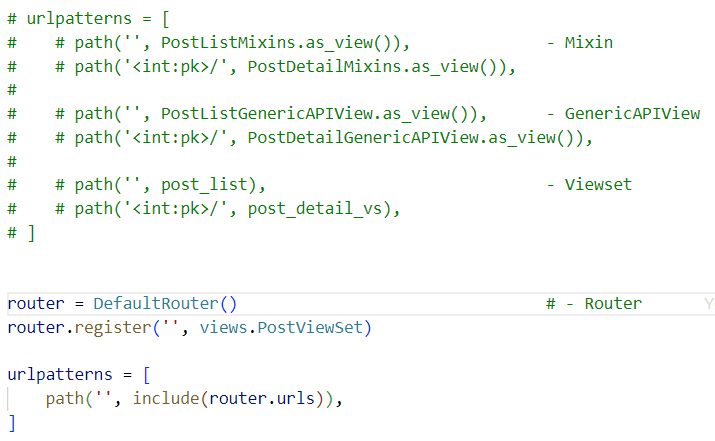 # urlpatterns = [
#    # path('', PostListMixins.as_view()),              - Mixin
#    # path('<int:pk>/', PostDetailMixins.as_view()),
#
#    # path('', PostListGenericAPIView.as_view()),      - GenericAPIView
#    # path('<int:pk>/', PostDetailGenericAPIView.as_view()),
#
#    # path('', post_list),                             - Viewset
#    # path('<int:pk>/', post_detail_vs),
# ]
router = DefaultRouter()                                # - Router      Y
router.register('', views.PostViewSet)
urlpatterns = [
    path('', include(router.urls)),
]